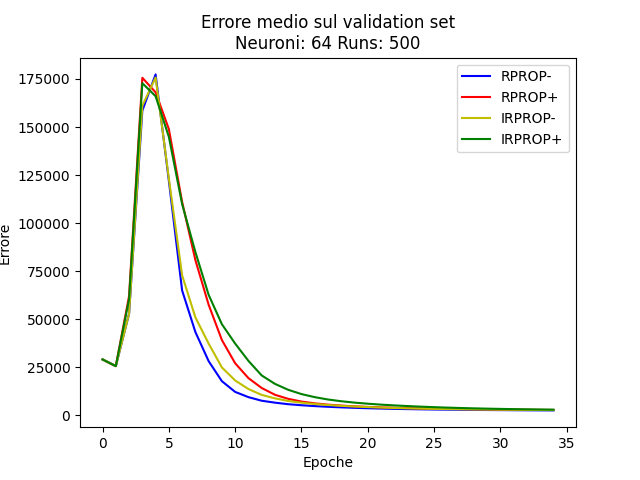 Errore medio sul validation set
Neuroni: 64 Runs: 500
RPROP-
RPROP+
IRPROP-
IRPROP+
175000
150000
125000
100000
75000
50000
25000
0
Errore
0 5 10 15 20 25 30 35
Epoche